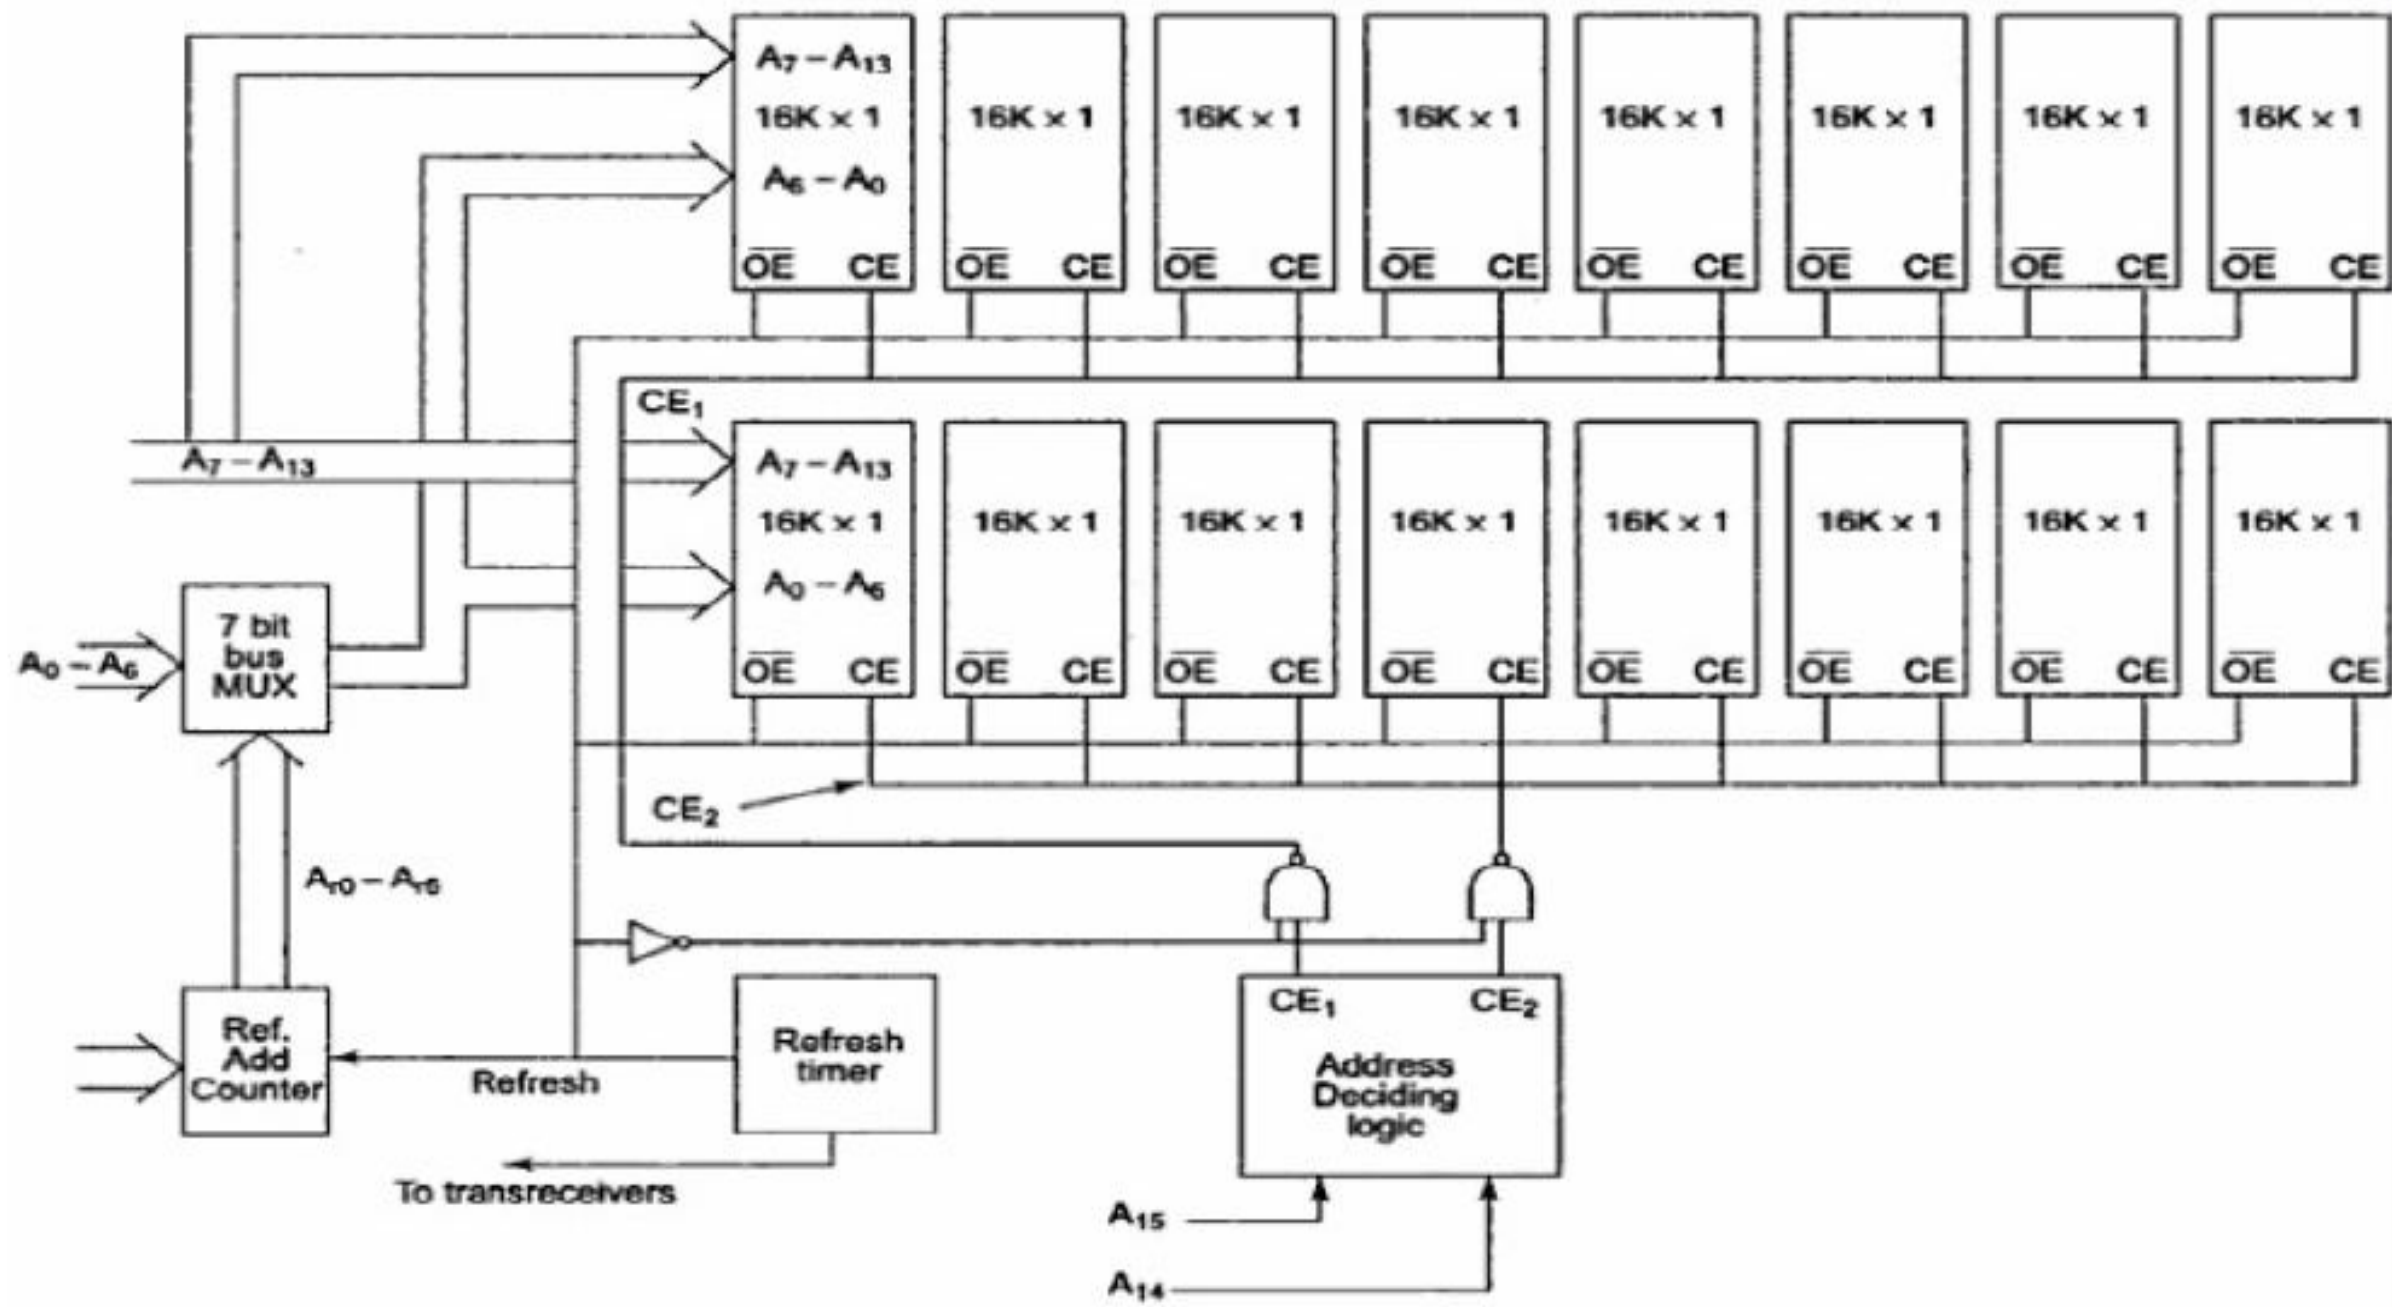 A₇ – A₁₃
16K × 1 16K × 1 16K × 1 16K × 1 16K × 1 16K × 1 16K × 1 16K × 1
A₆ – A₀
OE CE OE CE OE CE OE CE OE CE OE CE OE CE OE CE
CE₁
A₇ – A₁₃
A₇ – A₁₃
16K × 1 16K × 1 16K × 1 16K × 1 16K × 1 16K × 1 16K × 1 16K × 1
A₀ – A₆
OE CE OE CE OE CE OE CE OE CE OE CE OE CE OE CE
A₀ – A₆
7 bit
bus
MUX
CE₂
Aᵣ₀ – Aᵣ₆
Ref.
Add
Counter
Refresh
Refresh
timer
To transreceivers
CE₁ CE₂
Address
Deciding
logic
A₁₅
A₁₄